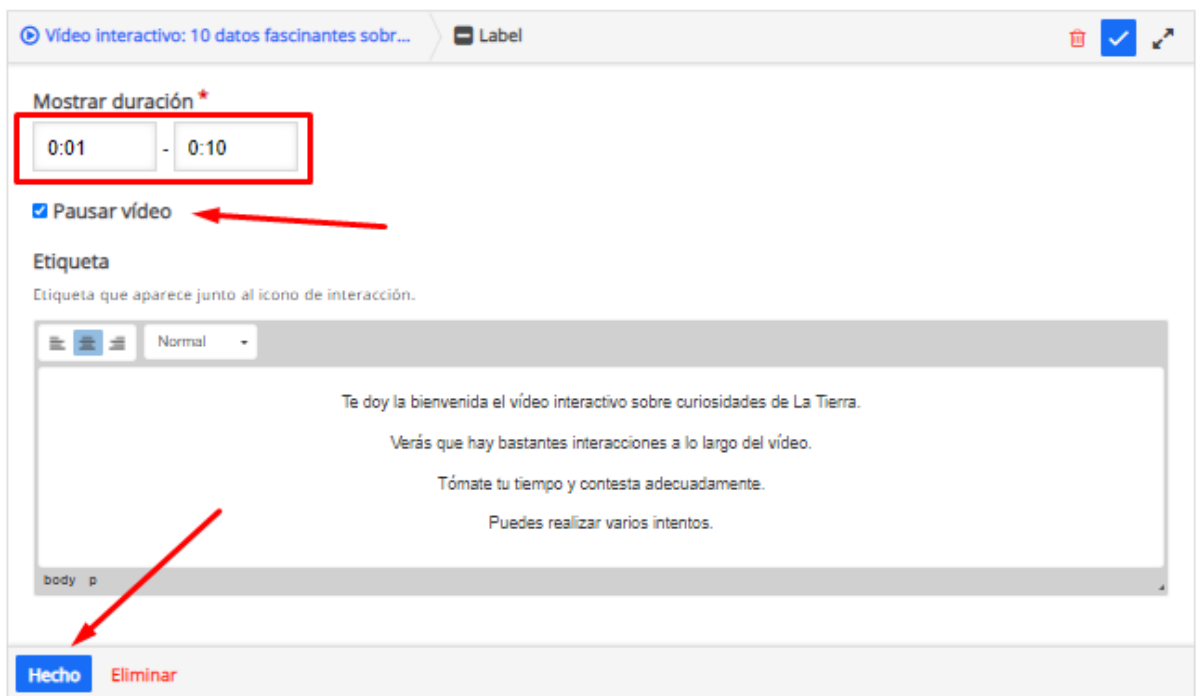 Vídeo interactivo: 10 datos fascinantes sobr...
Label
Mostrar duración *
0:01 - 0:10
Pausar vídeo
Etiqueta
Etiqueta que aparece junto al icono de interacción.
Normal
Te doy la bienvenida el vídeo interactivo sobre curiosidades de La Tierra.
Verás que hay bastantes interacciones a lo largo del vídeo.
Tómate tu tiempo y contesta adecuadamente.
Puedes realizar varios intentos.
body p
Hecho Eliminar